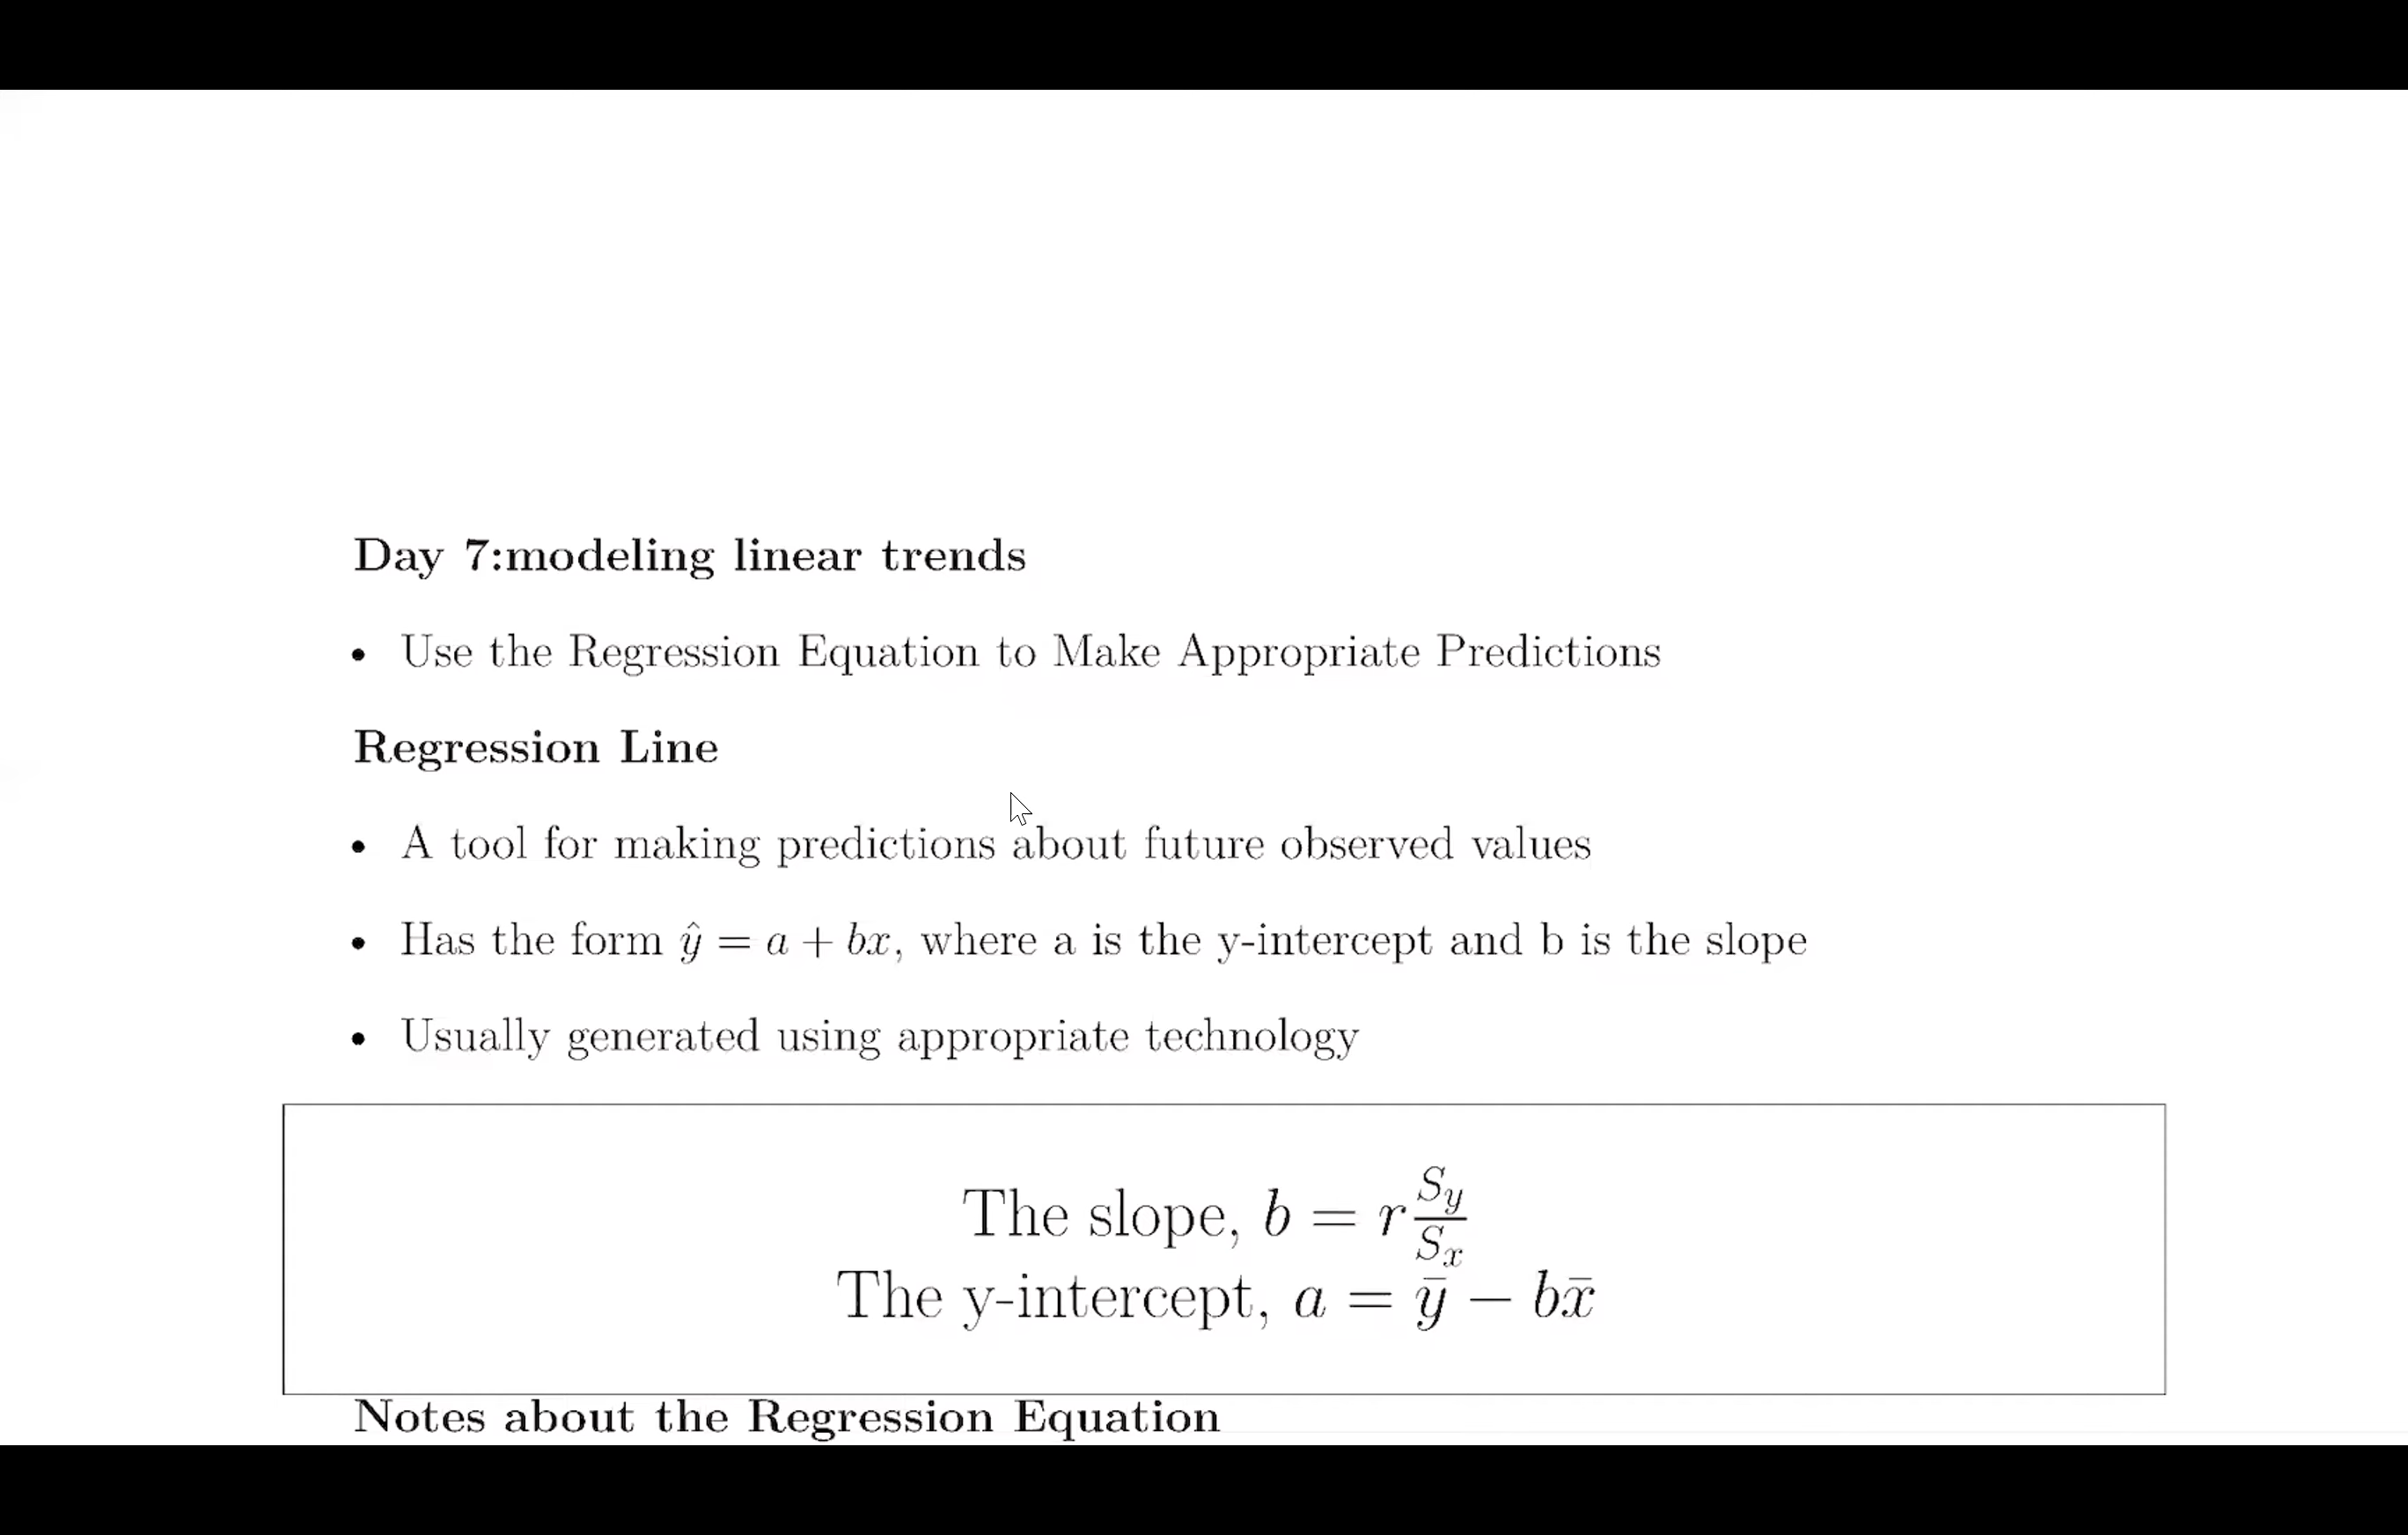 Day 7:modeling linear trends
• Use the Regression Equation to Make Appropriate Predictions
Regression Line
• A tool for making predictions about future observed values
• Has the form ŷ = a + bx, where a is the y-intercept and b is the slope
• Usually generated using appropriate technology
The slope, b = r S_y/S_x
The y-intercept, a = ȳ − bx̄
Notes about the Regression Equation